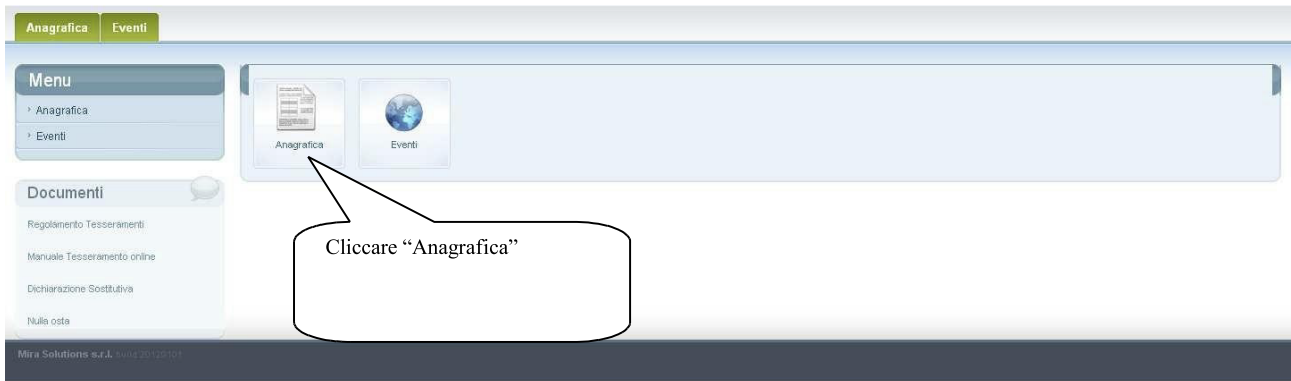 Anagrafica Eventi
Menu
Anagrafica
Eventi
Anagrafica Eventi
Documenti
Regolamento Tesseramenti
Manuale Tesseramento online
Dichiarazione Sostitutiva
Nulla osta
Cliccare “Anagrafica”
Mira Solutions s.r.l.